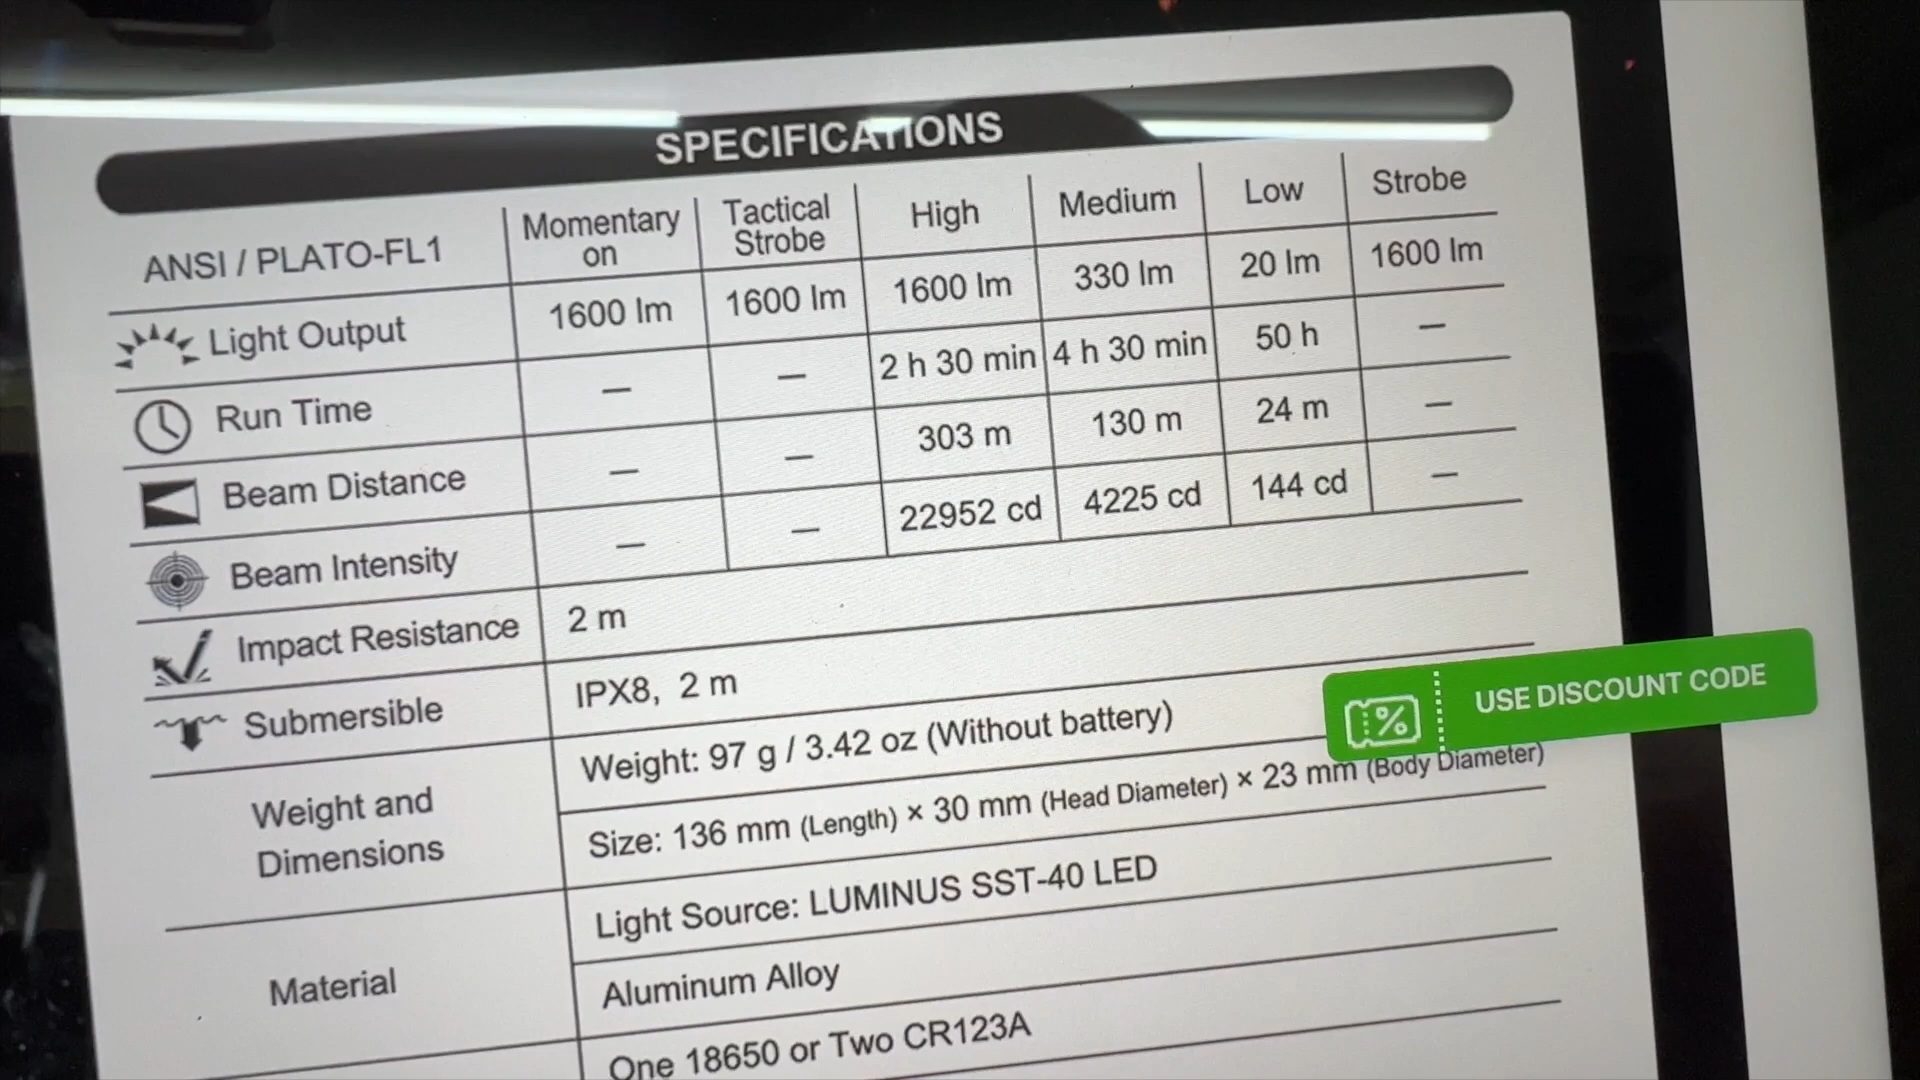 SPECIFICATIONS
ANSI / PLATO-FL1
Momentary on
Tactical Strobe
High
Medium
Low
Strobe
Light Output
1600 lm
1600 lm
1600 lm
330 lm
20 lm
1600 lm
Run Time
—
—
2 h 30 min
4 h 30 min
50 h
—
Beam Distance
—
—
303 m
130 m
24 m
—
Beam Intensity
—
—
22952 cd
4225 cd
144 cd
—
Impact Resistance
2 m
Submersible
IPX8, 2 m
Weight and
Dimensions
Weight: 97 g / 3.42 oz (Without battery)
Size: 136 mm (Length) × 30 mm (Head Diameter) × 23 mm (Body Diameter)
Material
Light Source: LUMINUS SST-40 LED
Aluminum Alloy
One 18650 or Two CR123A
% USE DISCOUNT CODE